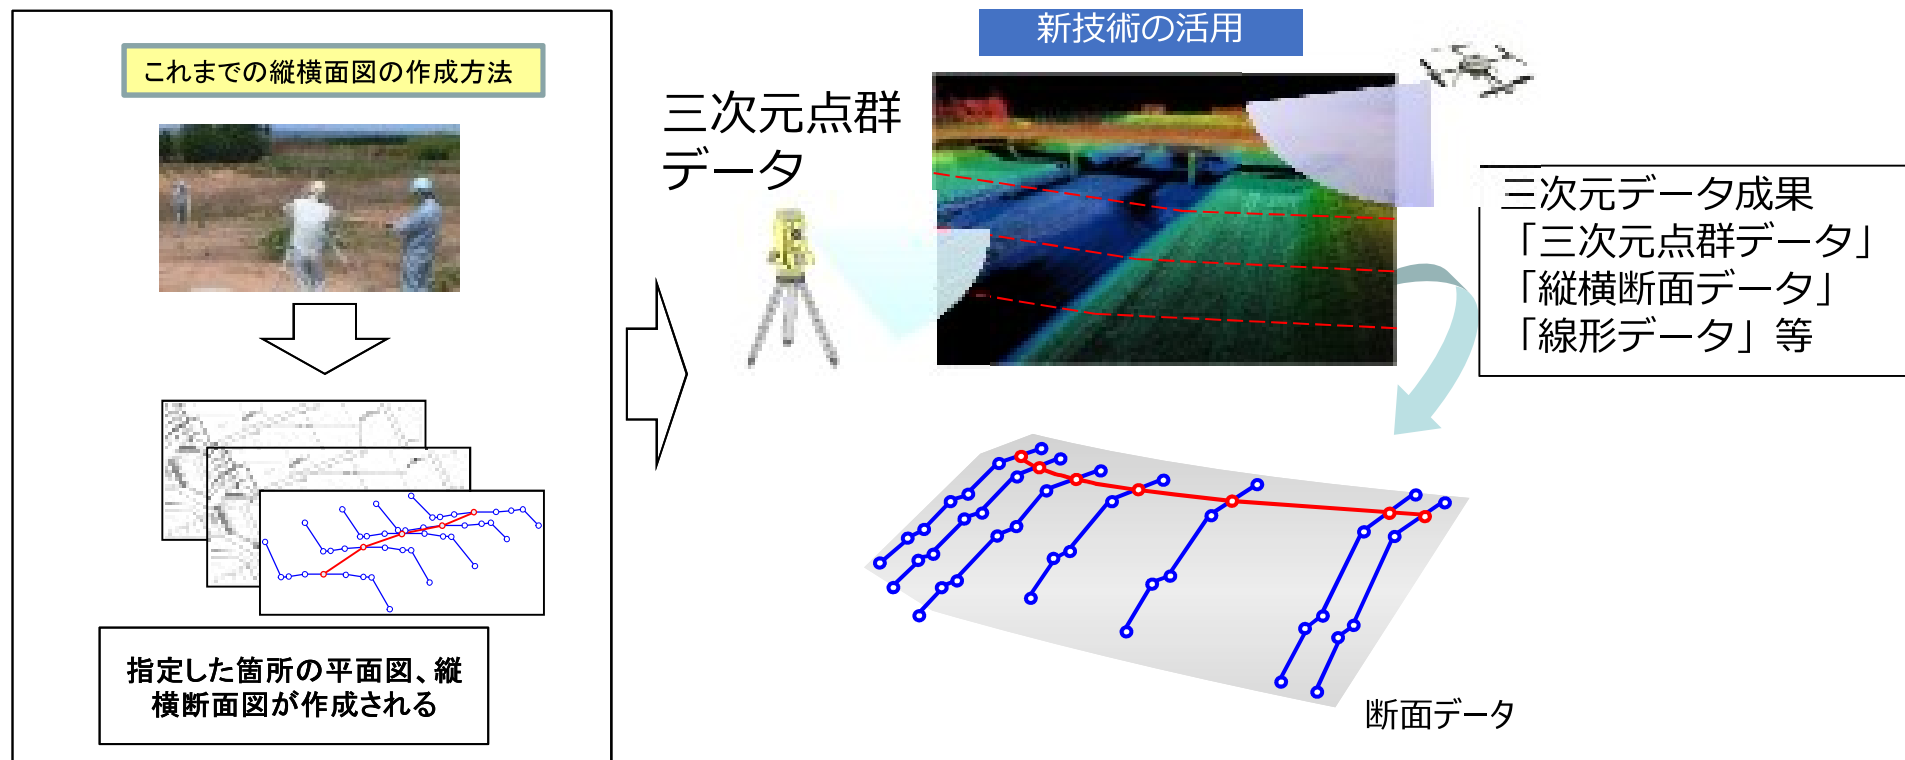 これまでの縦横面図の作成方法
指定した箇所の平面図、縦
横断面図が作成される
新技術の活用
三次元点群
データ
三次元データ成果
「三次元点群データ」
「縦横断面データ」
「線形データ」等
断面データ